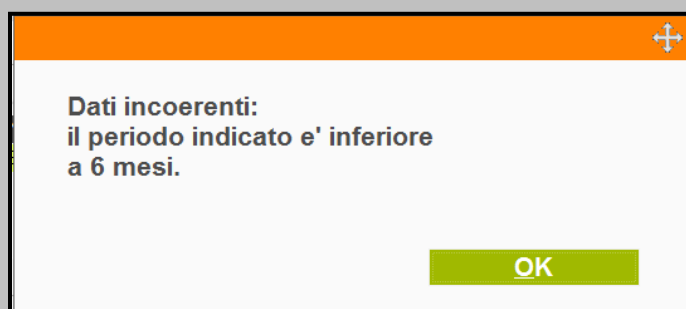 Dati incoerenti:
il periodo indicato e' inferiore
a 6 mesi.
OK